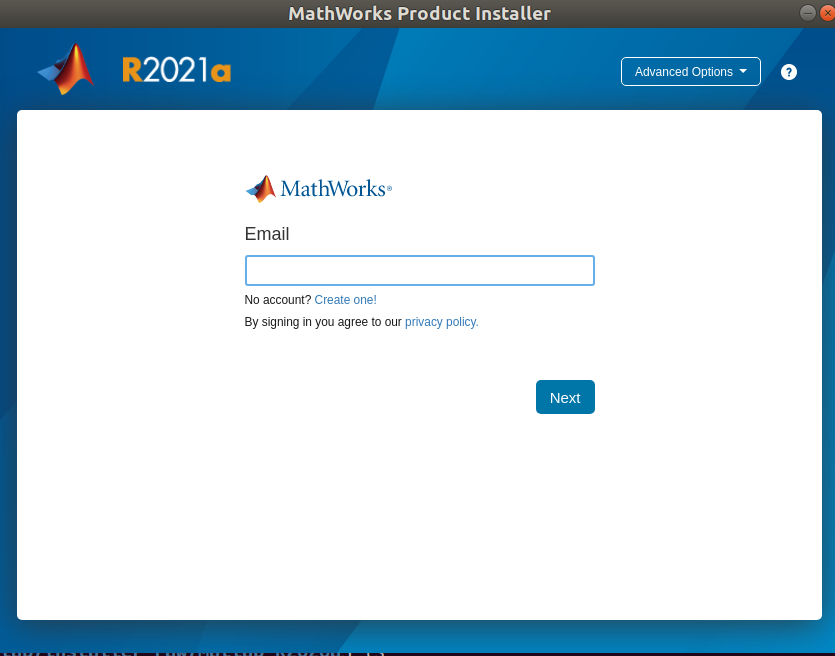 MathWorks Product Installer
R2021a
Advanced Options
?
MathWorks®
Email
No account? Create one!
By signing in you agree to our privacy policy.
Next